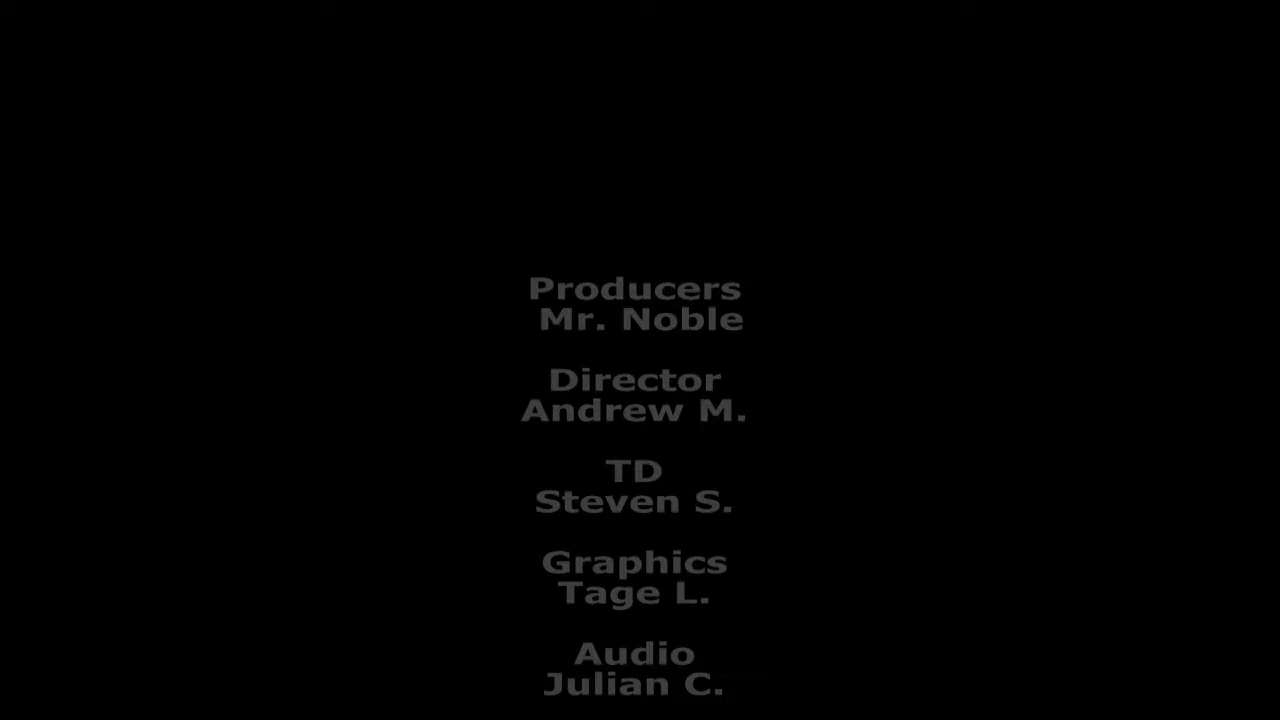 Producers
Mr. Noble
Director
Andrew M.
TD
Steven S.
Graphics
Tage L.
Audio
Julian C.